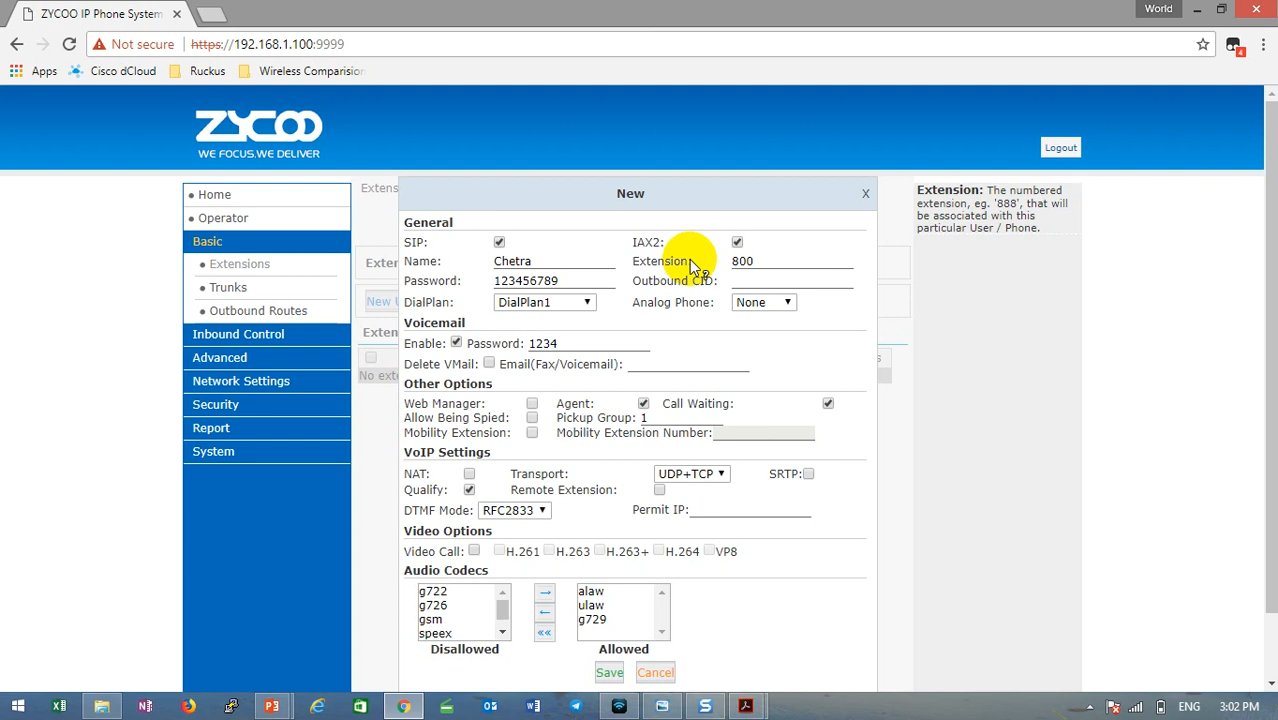 ZYCOO IP Phone System
World
Not secure https://192.168.1.100:9999
4
Apps Cisco dCloud Ruckus Wireless Comparision
ZYCOO
WE FOCUS.WE DELIVER
Logout
Home
Operator
Basic
Extensions
Trunks
Outbound Routes
Inbound Control
Advanced
Network Settings
Security
Report
System
New X
General
SIP: IAX2:
Name: Chetra Extension: 800
Password: 123456789 Outbound CID:
DialPlan: DialPlan1 Analog Phone: None
Voicemail
Enable: Password: 1234
Delete VMail: Email(Fax/Voicemail):
Other Options
Web Manager: Agent: Call Waiting:
Allow Being Spied: Pickup Group: 1
Mobility Extension: Mobility Extension Number:
VoIP Settings
NAT: Transport: UDP+TCP SRTP:
Qualify: Remote Extension:
DTMF Mode: RFC2833 Permit IP:
Video Options
Video Call: H.261 H.263 H.263+ H.264 VP8
Audio Codecs
g722
g726
gsm
speex
alaw
ulaw
g729
Disallowed Allowed
Save Cancel
Extension: The numbered
extension, eg. '888', that will
be associated with this
particular User / Phone.
ENG 3:02 PM